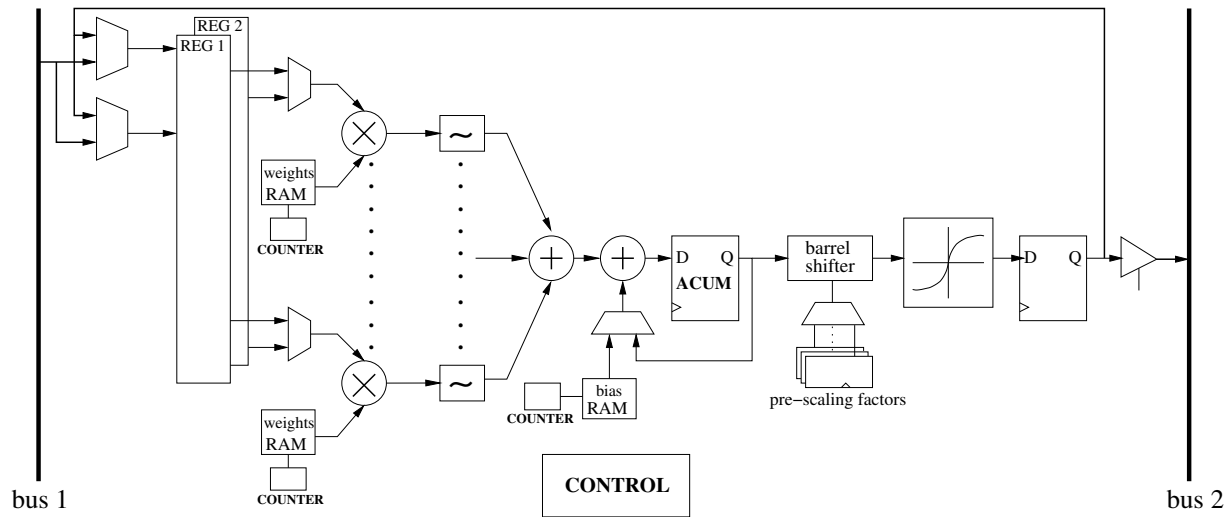 REG 2
REG 1
weights
RAM
COUNTER
~
+
+
D Q
ACUM
barrel
shifter
D Q
~
bias
RAM
COUNTER
pre-scaling factors
weights
RAM
COUNTER
CONTROL
bus 1
bus 2